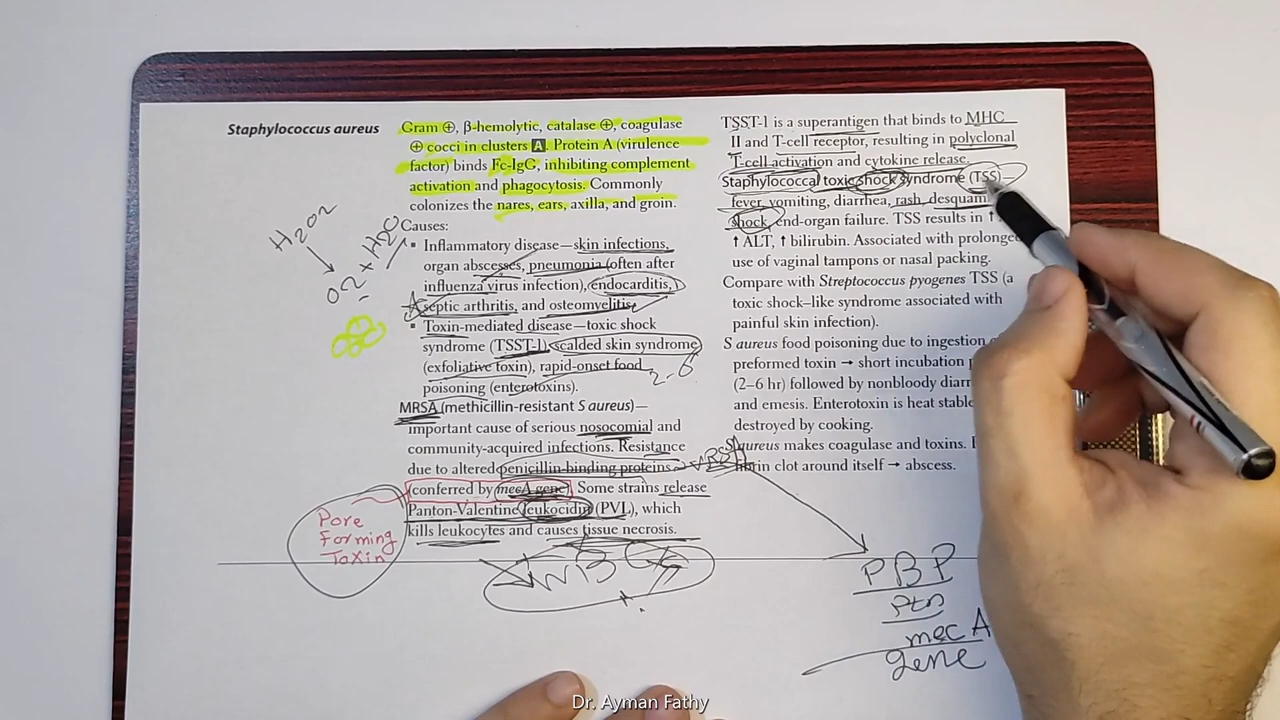 Staphylococcus aureus
Gram ⊕, β-hemolytic, catalase ⊕, coagulase
⊕ cocci in clusters A. Protein A (virulence
factor) binds Fc-IgG, inhibiting complement
activation and phagocytosis. Commonly
colonizes the nares, ears, axilla, and groin.
Causes:
▪ Inflammatory disease—skin infections,
organ abscesses, pneumonia (often after
influenza virus infection), endocarditis,
septic arthritis, and osteomyelitis.
▪ Toxin-mediated disease—toxic shock
syndrome (TSST-1), scalded skin syndrome
(exfoliative toxin), rapid-onset food
poisoning (enterotoxins).
2-6
MRSA (methicillin-resistant S aureus)—
important cause of serious nosocomial and
community-acquired infections. Resistance
due to altered penicillin-binding proteins
(conferred by mecA gene). Some strains release
Panton-Valentine leukocidin (PVL), which
kills leukocytes and causes tissue necrosis.
H2O2
O2 + H2O
Pore
Forming
Toxin
WBCs
TSST-1 is a superantigen that binds to MHC
II and T-cell receptor, resulting in polyclonal
T-cell activation and cytokine release.
Staphylococcal toxic shock syndrome (TSS)—
fever, vomiting, diarrhea, rash, desquam
shock, end-organ failure. TSS results in ↑
↑ ALT, ↑ bilirubin. Associated with prolonged
use of vaginal tampons or nasal packing.
Compare with Streptococcus pyogenes TSS (a
toxic shock–like syndrome associated with
painful skin infection).
S aureus food poisoning due to ingestion
preformed toxin → short incubation
(2–6 hr) followed by nonbloody diarr
and emesis. Enterotoxin is heat stable
destroyed by cooking.
S aureus makes coagulase and toxins.
fibrin clot around itself → abscess.
PBP
ptn
mecA
gene
Dr. Ayman Fathy